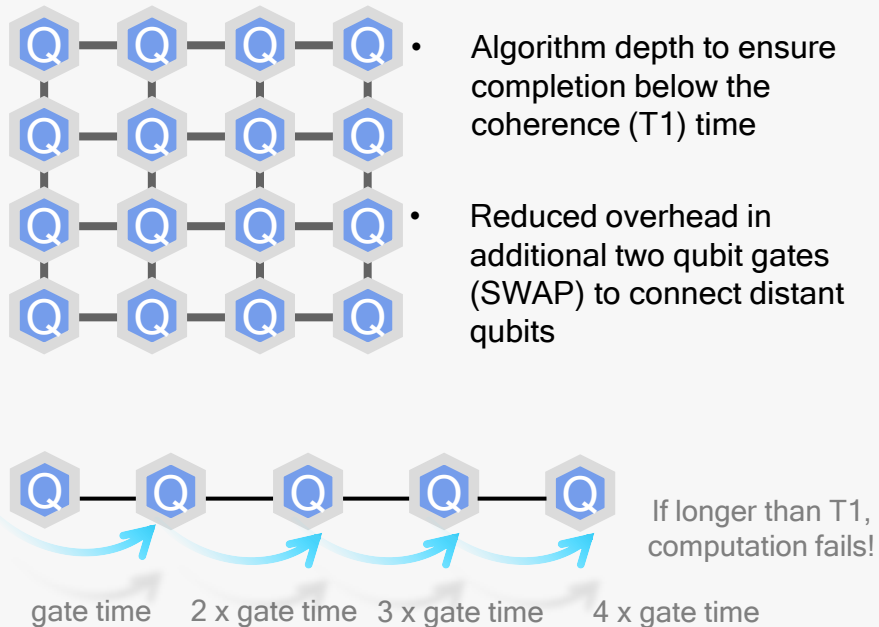 Q Q Q Q
Q Q Q Q
Q Q Q Q
Q Q Q Q
• Algorithm depth to ensure
completion below the
coherence (T1) time
• Reduced overhead in
additional two qubit gates
(SWAP) to connect distant
qubits
Q Q Q Q Q
If longer than T1,
computation fails!
gate time 2 x gate time 3 x gate time 4 x gate time